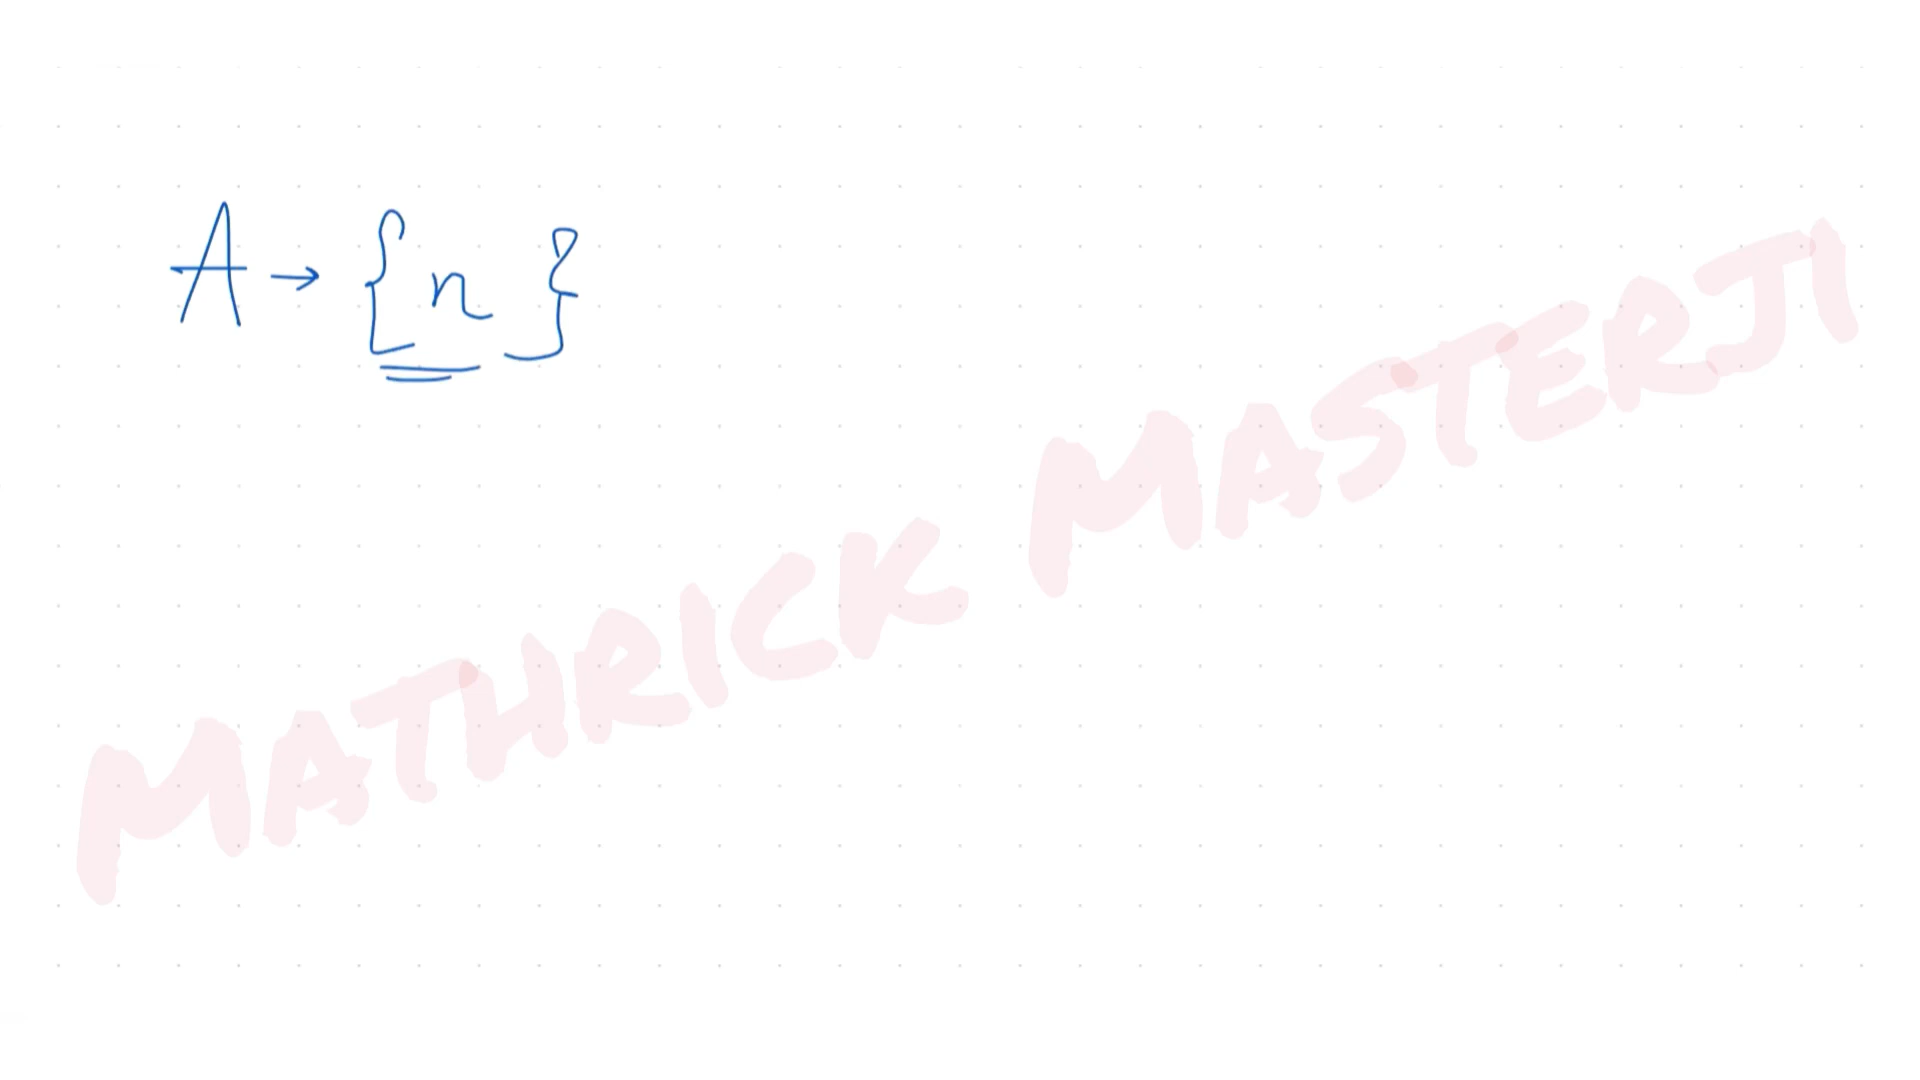 A → { n }
MATHRICK MASTERJI